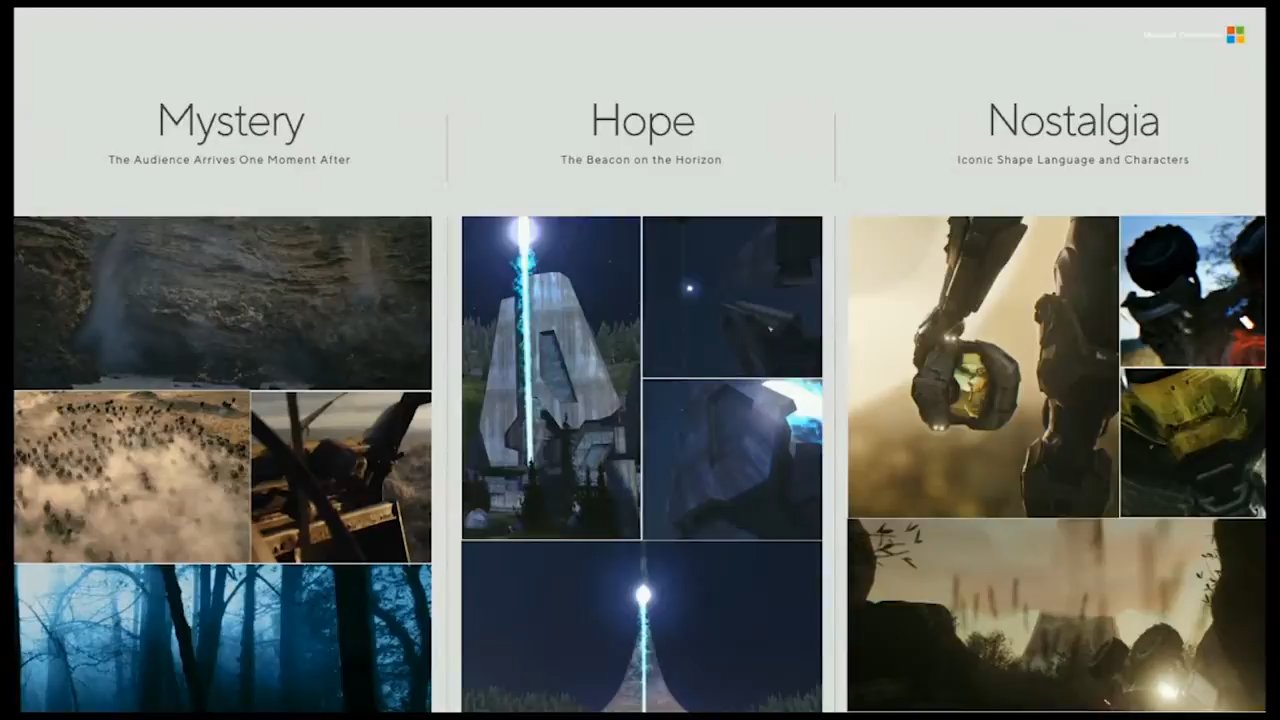 Mystery
The Audience Arrives One Moment After
Hope
The Beacon on the Horizon
Nostalgia
Iconic Shape Language and Characters